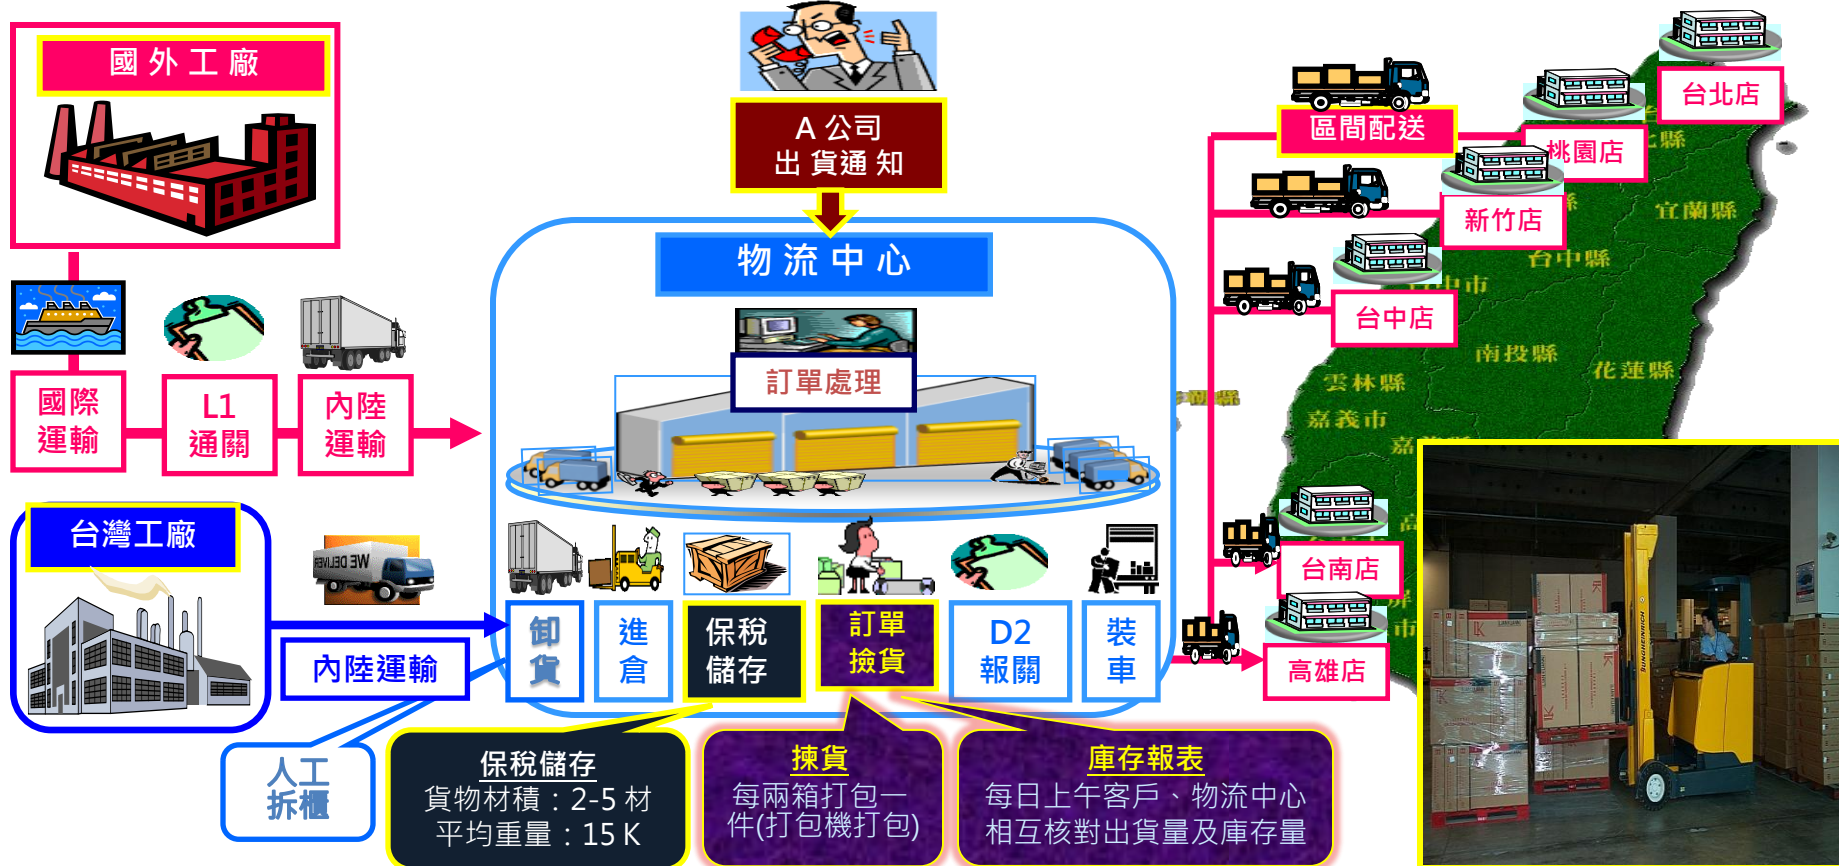 國外工廠
國際
運輸
L1
通關
內陸
運輸
台灣工廠
WE DELIVER
內陸運輸
人工
拆櫃
A 公司
出 貨通 知
物 流 中 心
訂單處理
卸
貨
進
倉
保稅
儲存
訂單
撿貨
D2
報關
裝
車
保稅儲存
貨物材積：2-5 材
平均重量：15 K
揀貨
每兩箱打包一
件(打包機打包)
庫存報表
每日上午客戶、物流中心
相互核對出貨量及庫存量
區間配送
台北店
桃園店
新竹店
台中店
台南店
高雄店
宜蘭縣
台中縣
中市
南投縣
花蓮縣
雲林縣
嘉義市
嘉
屏
市
JUNGHEINRICH